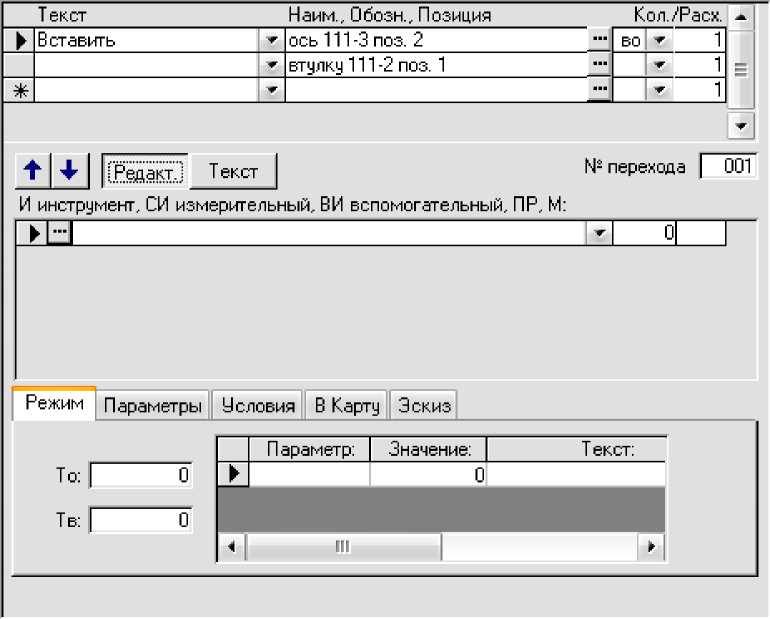 Текст Наим., Обозн., Позиция Кол./Расх.
Вставить ось 111-3 поз. 2 во 1
втулку 111-2 поз. 1 1
1
Редакт. Текст № перехода 001
И инструмент, СИ измерительный, ВИ вспомогательный, ПР, М:
0
Режим Параметры Условия В Карту Эскиз
Параметр: Значение: Текст:
То: 0 0
Тв: 0